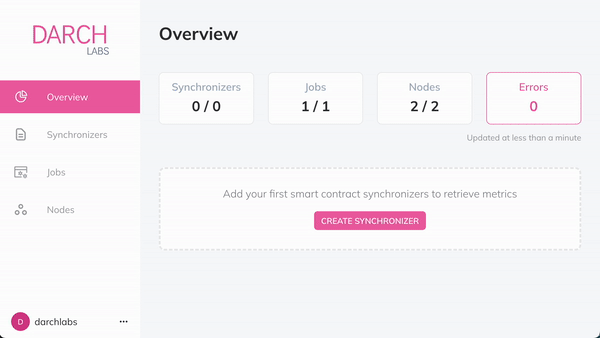 DARCH
LABS
Overview
Synchronizers
Jobs
Nodes
D
darchlabs
Overview
Synchronizers
0 / 0
Jobs
1 / 1
Nodes
2 / 2
Errors
0
Updated at less than a minute
Add your first smart contract synchronizers to retrieve metrics
CREATE SYNCHRONIZER